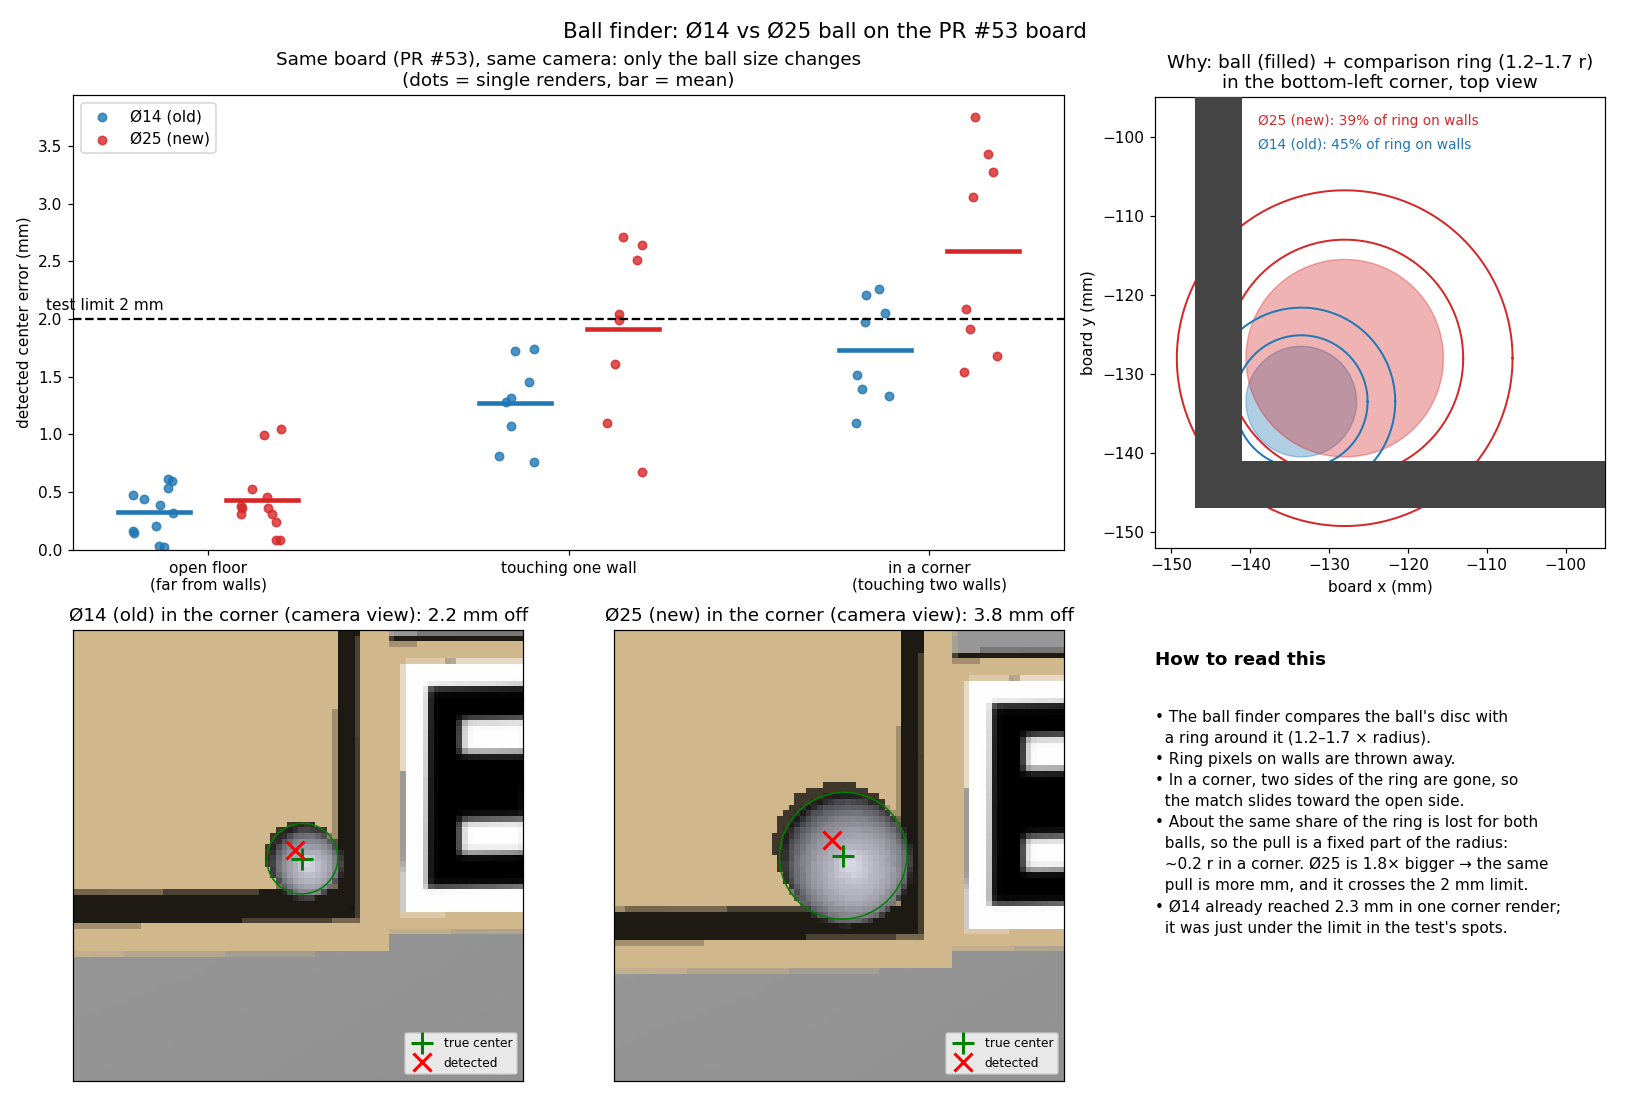 Ball finder: Ø14 vs Ø25 ball on the PR #53 board
Same board (PR #53), same camera: only the ball size changes
(dots = single renders, bar = mean)
detected center error (mm)
3.5
3.0
2.5
2.0
1.5
1.0
0.5
0.0
Ø14 (old)
Ø25 (new)
test limit 2 mm
open floor
(far from walls)
touching one wall
in a corner
(touching two walls)
Why: ball (filled) + comparison ring (1.2–1.7 r)
in the bottom-left corner, top view
Ø25 (new): 39% of ring on walls
Ø14 (old): 45% of ring on walls
board y (mm)
−100
−110
−120
−130
−140
−150
−150 −140 −130 −120 −110 −100
board x (mm)
Ø14 (old) in the corner (camera view): 2.2 mm off
true center
detected
Ø25 (new) in the corner (camera view): 3.8 mm off
true center
detected
How to read this
• The ball finder compares the ball's disc with
a ring around it (1.2–1.7 × radius).
• Ring pixels on walls are thrown away.
• In a corner, two sides of the ring are gone, so
the match slides toward the open side.
• About the same share of the ring is lost for both
balls, so the pull is a fixed part of the radius:
~0.2 r in a corner. Ø25 is 1.8× bigger → the same
pull is more mm, and it crosses the 2 mm limit.
• Ø14 already reached 2.3 mm in one corner render;
it was just under the limit in the test's spots.